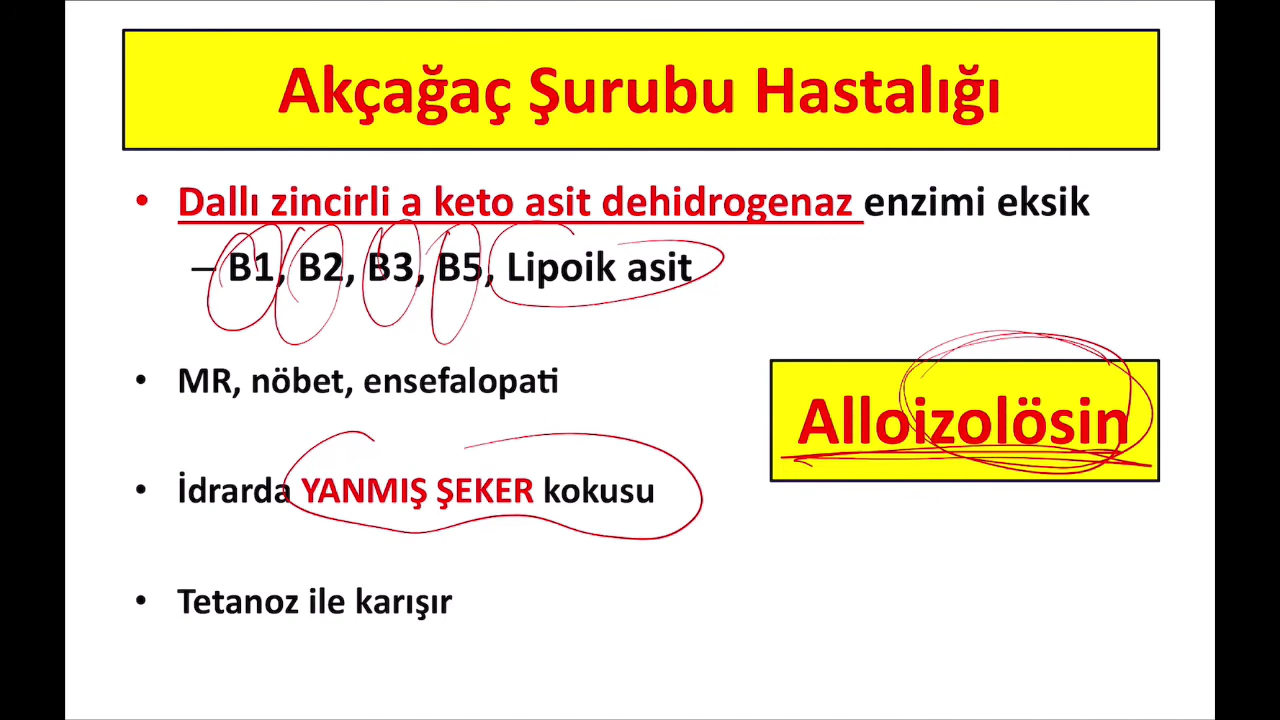 Akçağaç Şurubu Hastalığı
• Dallı zincirli a keto asit dehidrogenaz enzimi eksik
– B1, B2, B3, B5, Lipoik asit
• MR, nöbet, ensefalopati
Alloizolösin
• İdrarda YANMIŞ ŞEKER kokusu
• Tetanoz ile karışır